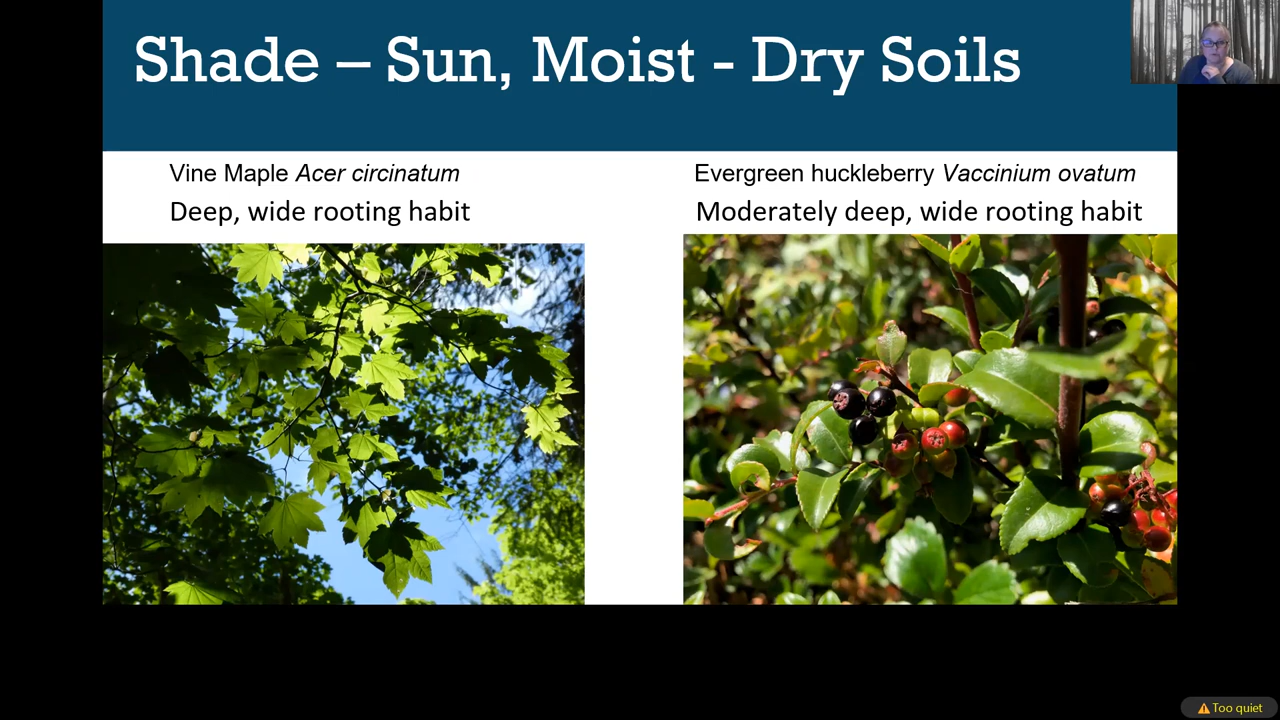 Shade – Sun, Moist - Dry Soils
Vine Maple Acer circinatum
Deep, wide rooting habit
Evergreen huckleberry Vaccinium ovatum
Moderately deep, wide rooting habit
Too quiet